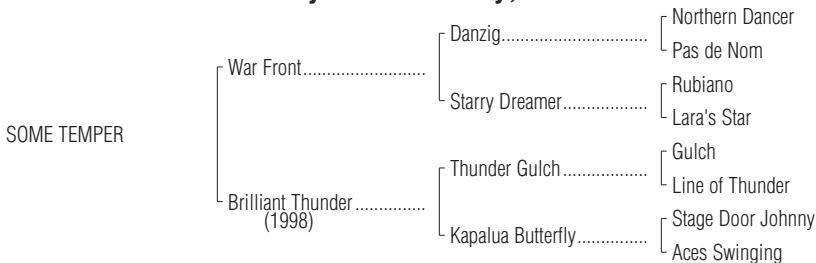 Northern Dancer
Danzig..............................
Pas de Nom
War Front.........................
Rubiano
Starry Dreamer..................
Lara's Star
SOME TEMPER
Gulch
Thunder Gulch..................
Line of Thunder
Brilliant Thunder...............
(1998)
Stage Door Johnny
Kapalua Butterfly...............
Aces Swinging